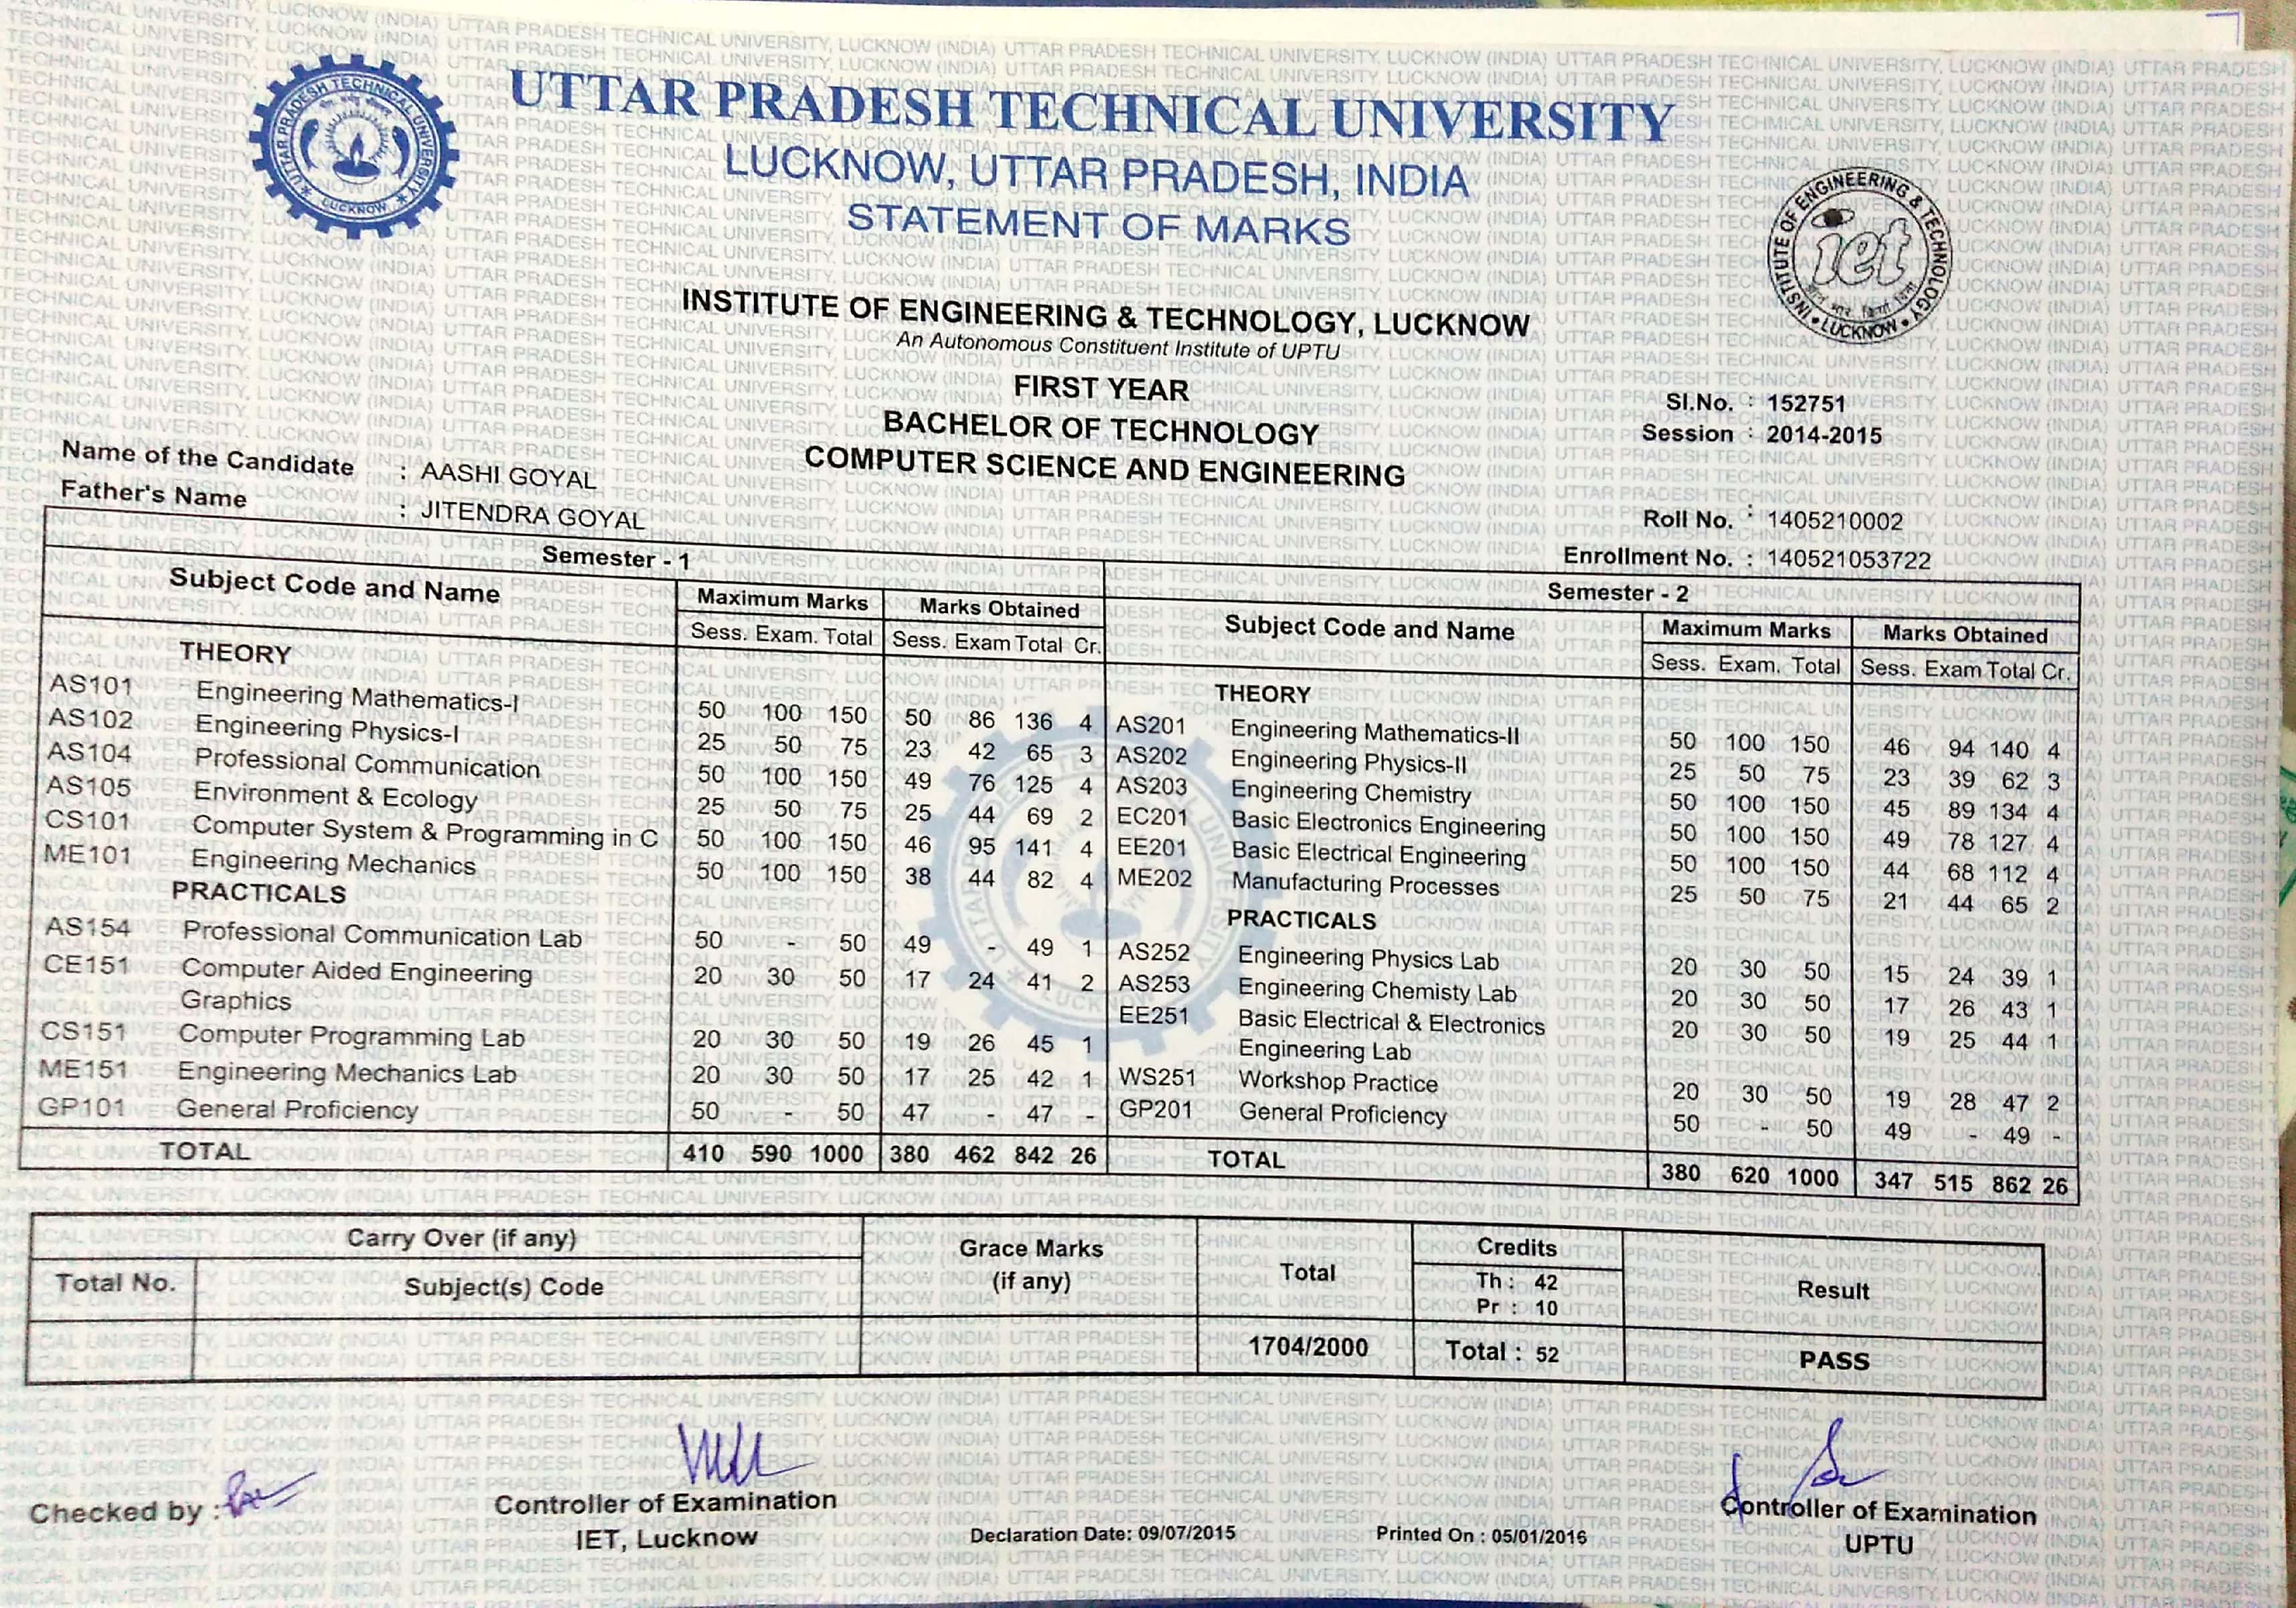 UTTAR PRADESH TECHNICAL UNIVERSITY
LUCKNOW, UTTAR PRADESH, INDIA
STATEMENT OF MARKS
UTTAR PRADESH TECHNICAL UNIVERSITY
LUCKNOW
INSTITUTE OF ENGINEERING & TECHNOLOGY
iet
LUCKNOW
INSTITUTE OF ENGINEERING & TECHNOLOGY, LUCKNOW
An Autonomous Constituent Institute of UPTU
FIRST YEAR
BACHELOR OF TECHNOLOGY
COMPUTER SCIENCE AND ENGINEERING
Sl.No. : 152751
Session : 2014-2015
Name of the Candidate : AASHI GOYAL
Father's Name : JITENDRA GOYAL
Roll No. : 1405210002
Enrollment No. : 140521053722
Semester - 1
Subject Code and Name Maximum Marks Marks Obtained
Sess. Exam. Total Sess. Exam Total Cr.
THEORY
AS101 Engineering Mathematics-I 50 100 150 50 86 136 4
AS102 Engineering Physics-I 25 50 75 23 42 65 3
AS104 Professional Communication 50 100 150 49 76 125 4
AS105 Environment & Ecology 25 50 75 25 44 69 2
CS101 Computer System & Programming in C 50 100 150 46 95 141 4
ME101 Engineering Mechanics 50 100 150 38 44 82 4
PRACTICALS
AS154 Professional Communication Lab 50 - 50 49 - 49 1
CE151 Computer Aided Engineering 20 30 50 17 24 41 2
Graphics
CS151 Computer Programming Lab 20 30 50 19 26 45 1
ME151 Engineering Mechanics Lab 20 30 50 17 25 42 1
GP101 General Proficiency 50 - 50 47 - 47 -
TOTAL 410 590 1000 380 462 842 26
Semester - 2
Subject Code and Name Maximum Marks Marks Obtained
Sess. Exam. Total Sess. Exam Total Cr.
THEORY
AS201 Engineering Mathematics-II 50 100 150 46 94 140 4
AS202 Engineering Physics-II 25 50 75 23 39 62 3
AS203 Engineering Chemistry 50 100 150 45 89 134 4
EC201 Basic Electronics Engineering 50 100 150 49 78 127 4
EE201 Basic Electrical Engineering 50 100 150 44 68 112 4
ME202 Manufacturing Processes 25 50 75 21 44 65 2
PRACTICALS
AS252 Engineering Physics Lab 20 30 50 15 24 39 1
AS253 Engineering Chemisty Lab 20 30 50 17 26 43 1
EE251 Basic Electrical & Electronics 20 30 50 19 25 44 1
Engineering Lab
WS251 Workshop Practice 20 30 50 19 28 47 2
GP201 General Proficiency 50 - 50 49 - 49 -
TOTAL 380 620 1000 347 515 862 26
Carry Over (if any)
Total No. Subject(s) Code
Grace Marks
(if any)
Total
1704/2000
Credits
Th : 42
Pr : 10
Total : 52
Result
PASS
Checked by :
Controller of Examination
IET, Lucknow
Declaration Date: 09/07/2015
Printed On : 05/01/2016
Controller of Examination
UPTU